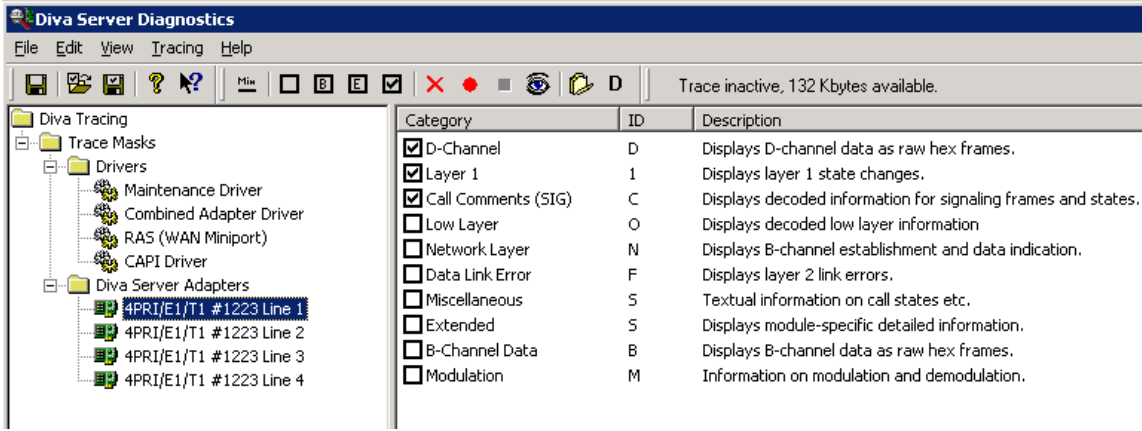 Diva Server Diagnostics
File Edit View Tracing Help
Min B E D Trace inactive, 132 Kbytes available.
Diva Tracing
Trace Masks
Drivers
Maintenance Driver
Combined Adapter Driver
RAS (WAN Miniport)
CAPI Driver
Diva Server Adapters
4PRI/E1/T1 #1223 Line 1
4PRI/E1/T1 #1223 Line 2
4PRI/E1/T1 #1223 Line 3
4PRI/E1/T1 #1223 Line 4
Category ID Description
D-Channel D Displays D-channel data as raw hex frames.
Layer 1 1 Displays layer 1 state changes.
Call Comments (SIG) C Displays decoded information for signaling frames and states.
Low Layer O Displays decoded low layer information
Network Layer N Displays B-channel establishment and data indication.
Data Link Error F Displays layer 2 link errors.
Miscellaneous S Textual information on call states etc.
Extended S Displays module-specific detailed information.
B-Channel Data B Displays B-channel data as raw hex frames.
Modulation M Information on modulation and demodulation.